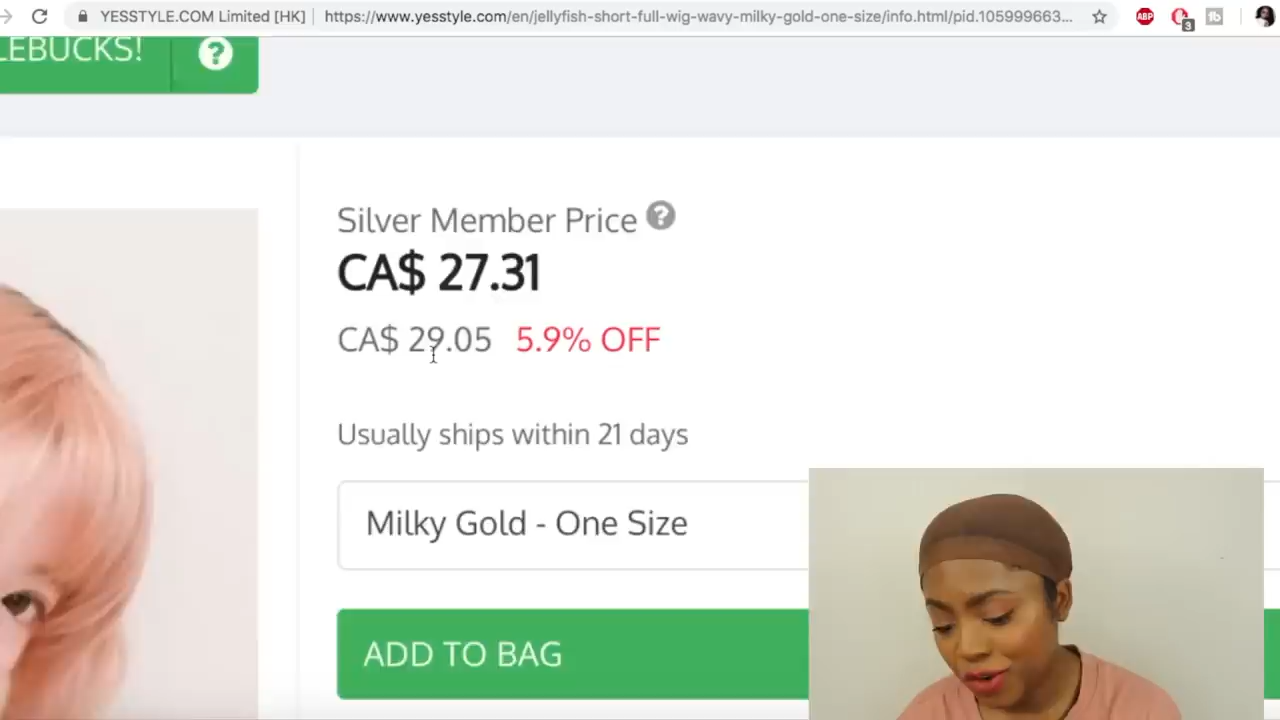 YESSTYLE.COM Limited [HK] https://www.yesstyle.com/en/jellyfish-short-full-wig-wavy-milky-gold-one-size/info.html/pid.105999663...
ABP
3
LEBUCKS!
?
Silver Member Price ?
CA$ 27.31
CA$ 29.05 5.9% OFF
Usually ships within 21 days
Milky Gold - One Size
ADD TO BAG